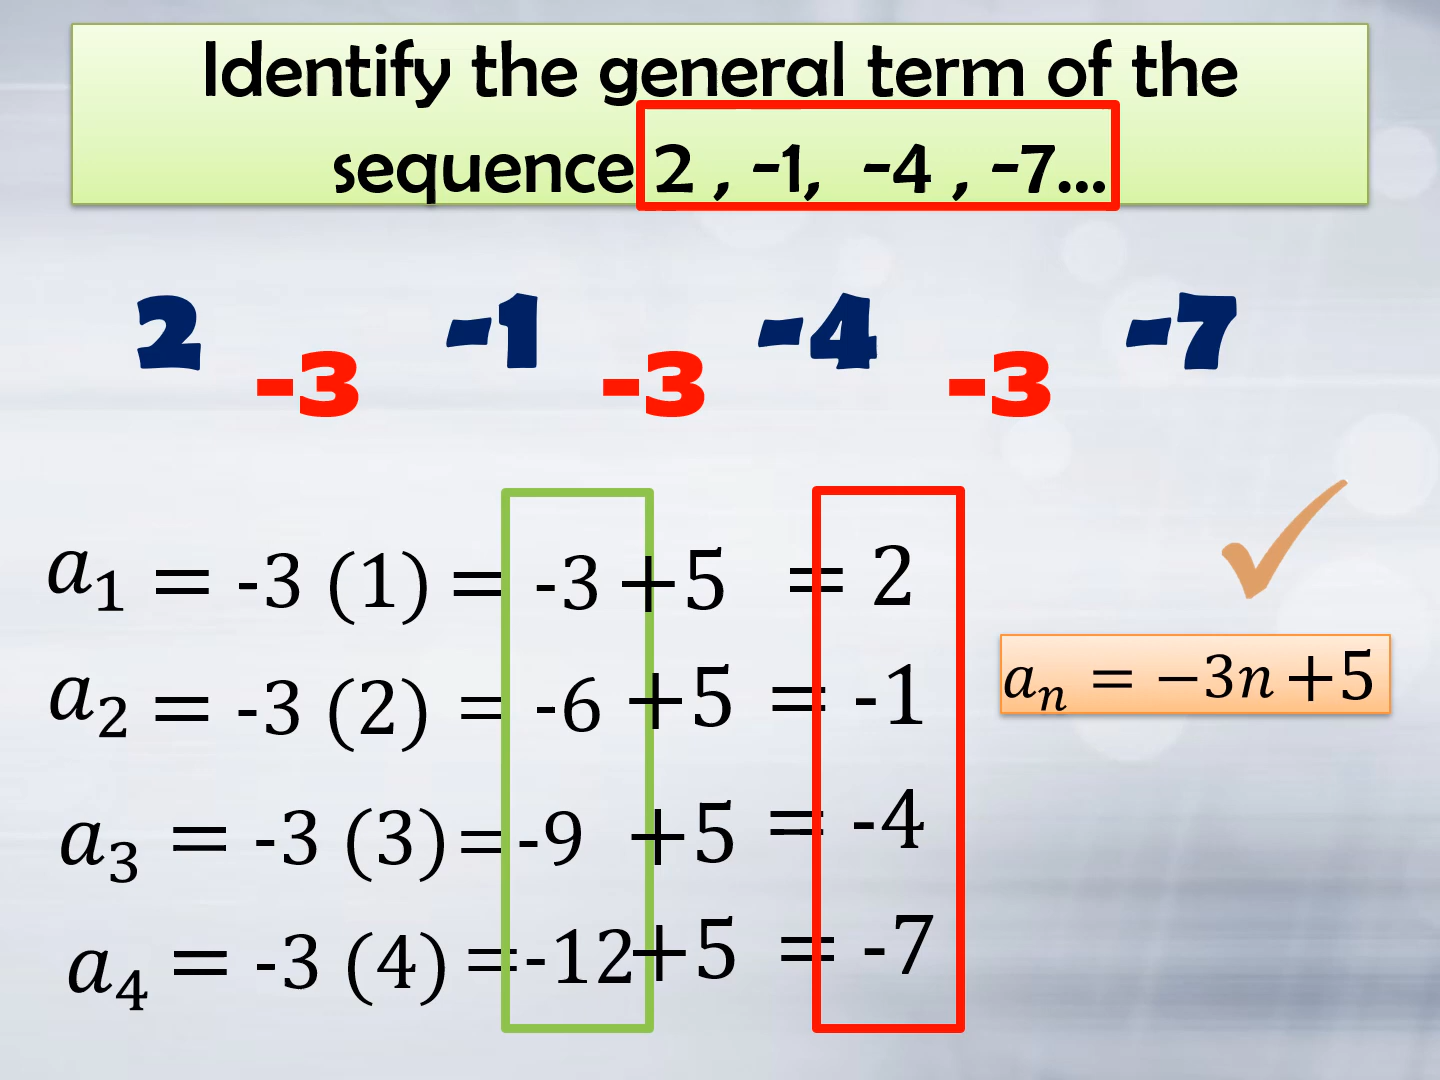 Identify the general term of the
sequence 2 , -1, -4 , -7...
2 -1 -4 -7
-3 -3 -3
a₁ = -3 (1) = -3 +5 = 2
a₂ = -3 (2) = -6 +5 = -1
aₙ = −3n +5
a₃ = -3 (3) = -9 +5 = -4
a₄ = -3 (4) = -12 +5 = -7